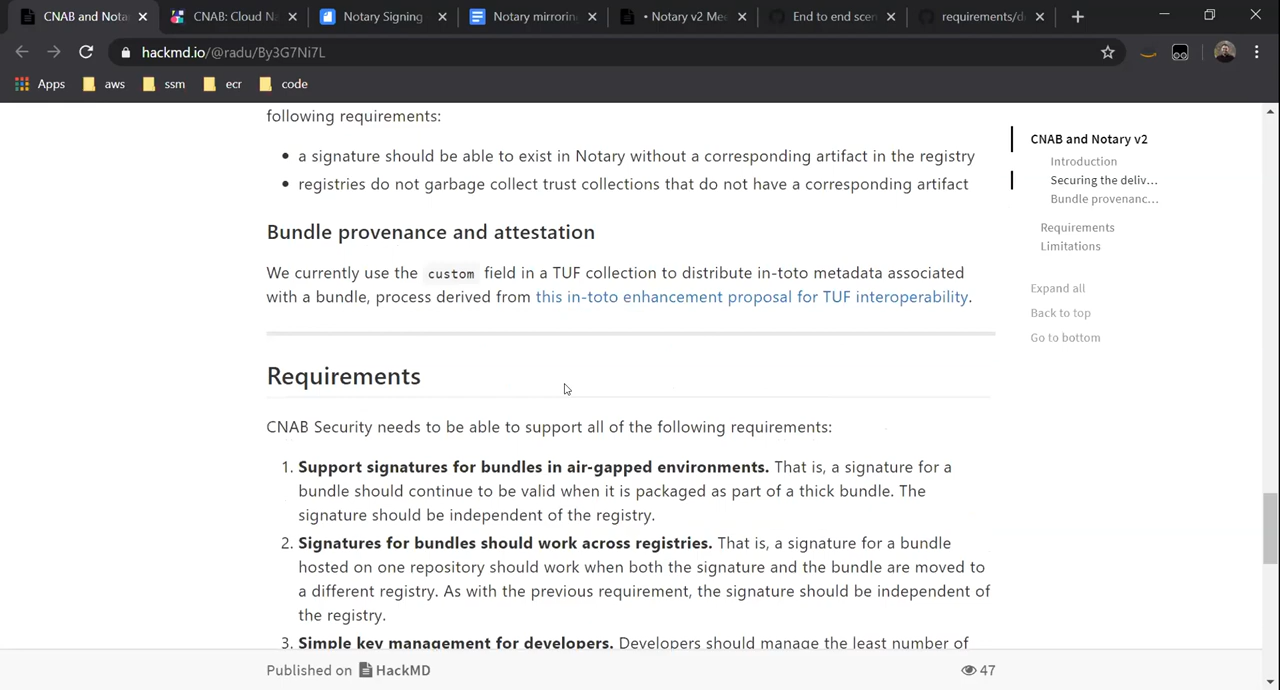 CNAB and Nota
CNAB: Cloud N
Notary Signing
Notary mirrorin
• Notary v2 Me
End to end scen
requirements/d
hackmd.io/@radu/By3G7Ni7L
Apps
aws
ssm
ecr
code
following requirements:
• a signature should be able to exist in Notary without a corresponding artifact in the registry
• registries do not garbage collect trust collections that do not have a corresponding artifact
Bundle provenance and attestation
We currently use the custom field in a TUF collection to distribute in-toto metadata associated
with a bundle, process derived from this in-toto enhancement proposal for TUF interoperability.
Requirements
CNAB Security needs to be able to support all of the following requirements:
1. Support signatures for bundles in air-gapped environments. That is, a signature for a
bundle should continue to be valid when it is packaged as part of a thick bundle. The
signature should be independent of the registry.
2. Signatures for bundles should work across registries. That is, a signature for a bundle
hosted on one repository should work when both the signature and the bundle are moved to
a different registry. As with the previous requirement, the signature should be independent of
the registry.
3. Simple key management for developers. Developers should manage the least number of
CNAB and Notary v2
Introduction
Securing the deliv...
Bundle provenanc...
Requirements
Limitations
Expand all
Back to top
Go to bottom
Published on HackMD
47